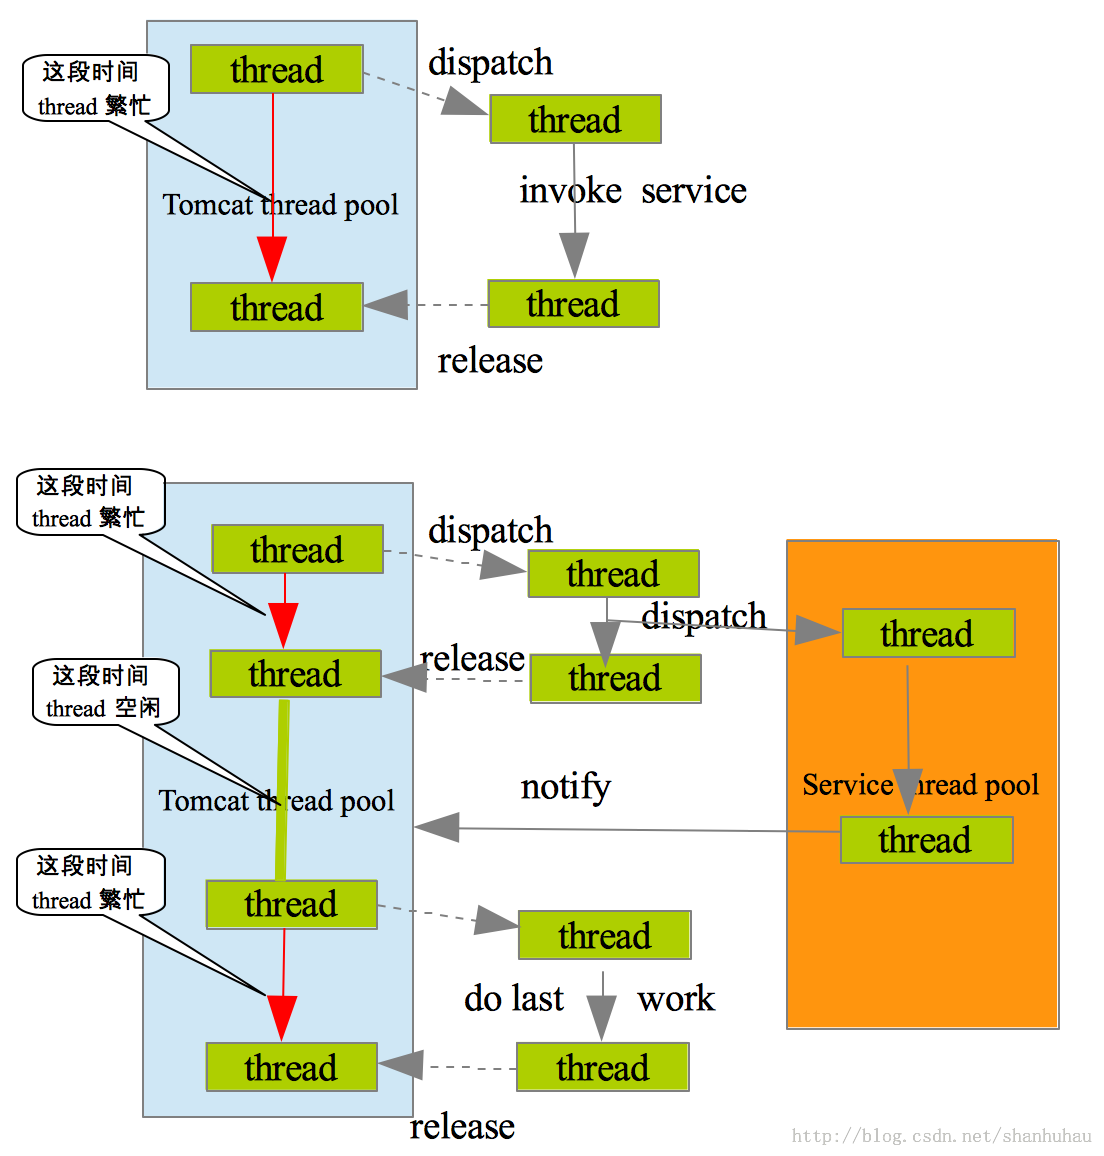 这段时间
thread 繁忙
thread
dispatch
thread
Tomcat thread pool
invoke service
thread
thread
release
这段时间
thread 繁忙
thread
dispatch
thread
dispatch
thread
release
thread
thread
这段时间
thread 空闲
Tomcat thread pool
notify
Service thread pool
thread
这段时间
thread 繁忙
thread
thread
do last work
thread
thread
release
http://blog.csdn.net/shanhuhau